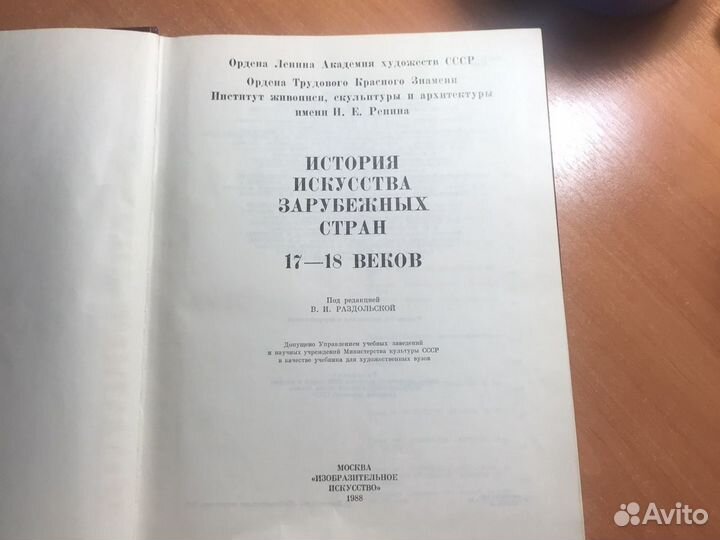 Ордена Ленина Академия художеств СССР
Ордена Трудового Красного Знамени
Институт живописи, скульптуры и архитектуры
имени И. Е. Репина
ИСТОРИЯ
ИСКУССТВА
ЗАРУБЕЖНЫХ
СТРАН
17—18 ВЕКОВ
Под редакцией
В. И. РАЗДОЛЬСКОЙ
Допущено Управлением учебных заведений
и научных учреждений Министерства культуры СССР
в качестве учебника для художественных вузов
МОСКВА
«ИЗОБРАЗИТЕЛЬНОЕ
ИСКУССТВО»
1988
Avito